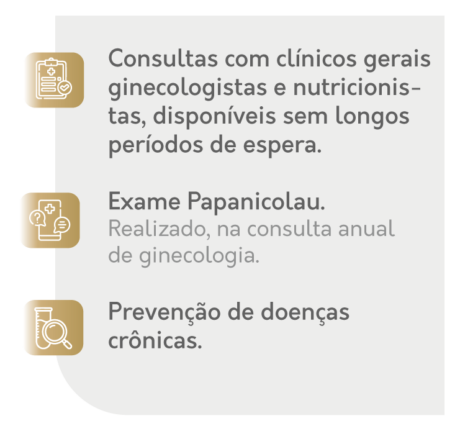 Consultas com clínicos gerais
ginecologistas e nutricionis-
tas, disponíveis sem longos
períodos de espera.
Exame Papanicolau.
Realizado, na consulta anual
de ginecologia.
Prevenção de doenças
crônicas.